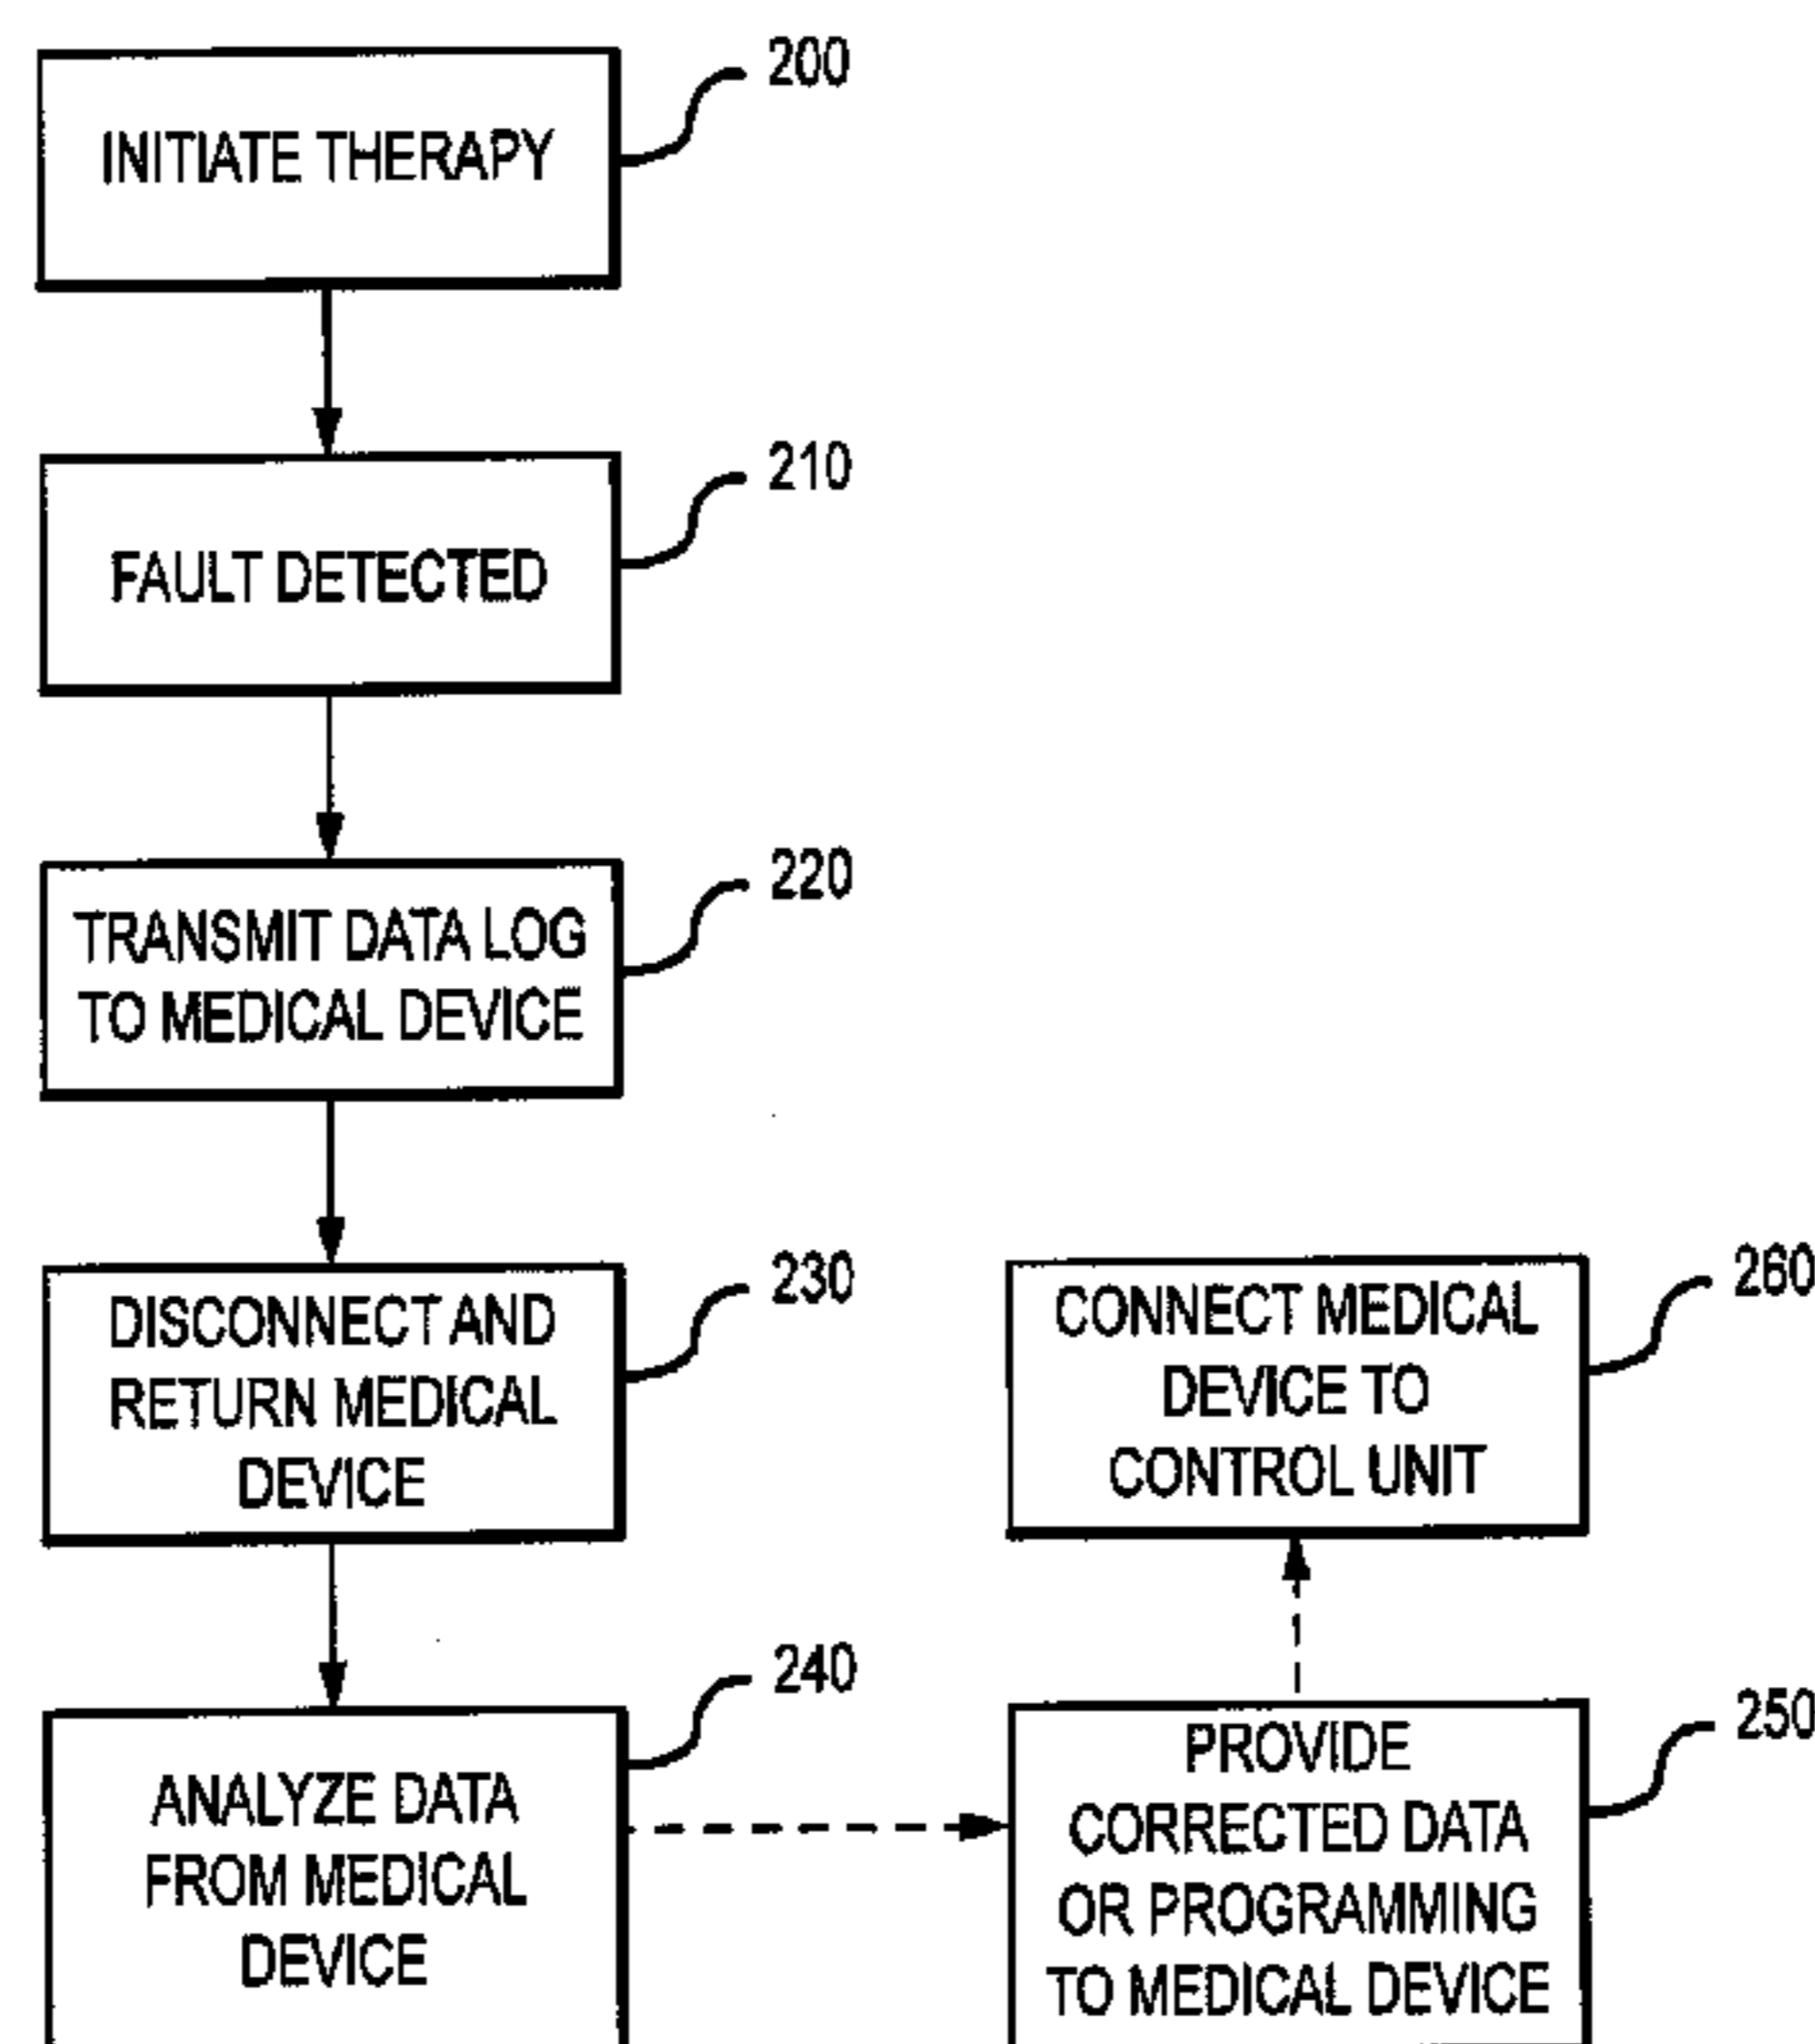 200
INITIATE THERAPY
210
FAULT DETECTED
220
TRANSMIT DATA LOG
TO MEDICAL DEVICE
230
DISCONNECT AND
RETURN MEDICAL
DEVICE
240
ANALYZE DATA
FROM MEDICAL
DEVICE
250
PROVIDE
CORRECTED DATA
OR PROGRAMMING
TO MEDICAL DEVICE
260
CONNECT MEDICAL
DEVICE TO
CONTROL UNIT